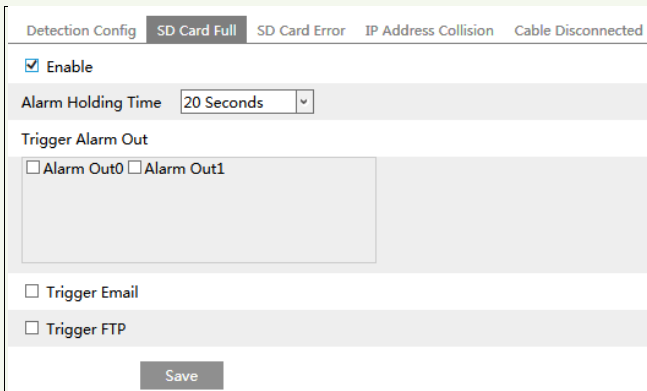 Detection Config SD Card Full SD Card Error IP Address Collision Cable Disconnected
Enable
Alarm Holding Time 20 Seconds
Trigger Alarm Out
Alarm Out0 Alarm Out1
Trigger Email
Trigger FTP
Save